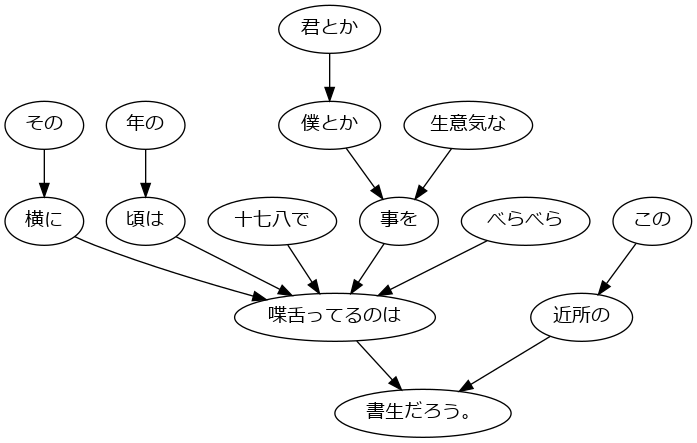 君とか
その
年の
僕とか
生意気な
横に
頃は
十七八で
事を
べらべら
この
喋舌ってるのは
近所の
書生だろう。